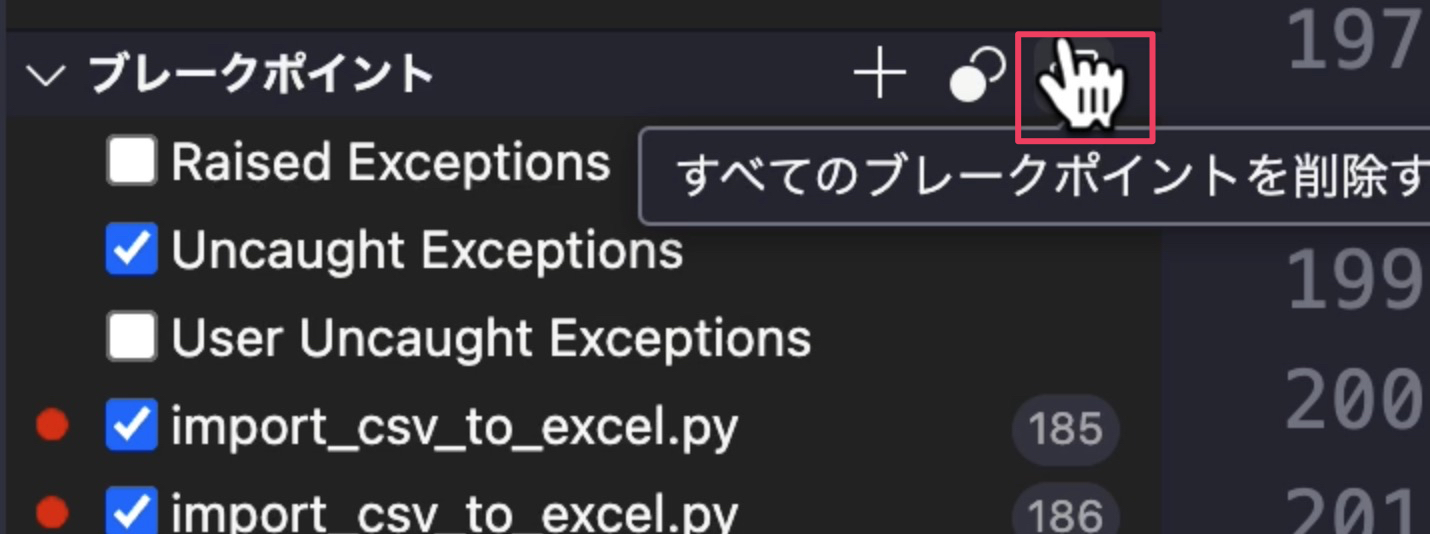 ブレークポイント
197
Raised Exceptions
すべてのブレークポイントを削除す
Uncaught Exceptions
199
User Uncaught Exceptions
import_csv_to_excel.py 185
200
import_csv_to_excel.py 186
201